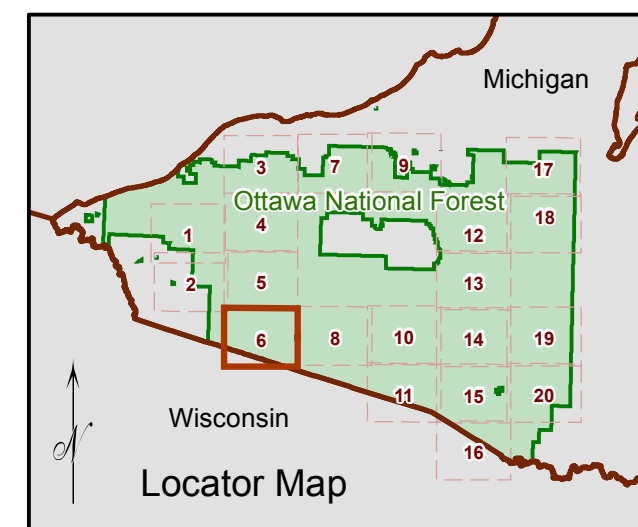 Michigan
3 7 9 17
Ottawa National Forest
1 4 12 18
2 5 13
6 8 10 14 19
11 15 20
Wisconsin
16
N
Locator Map